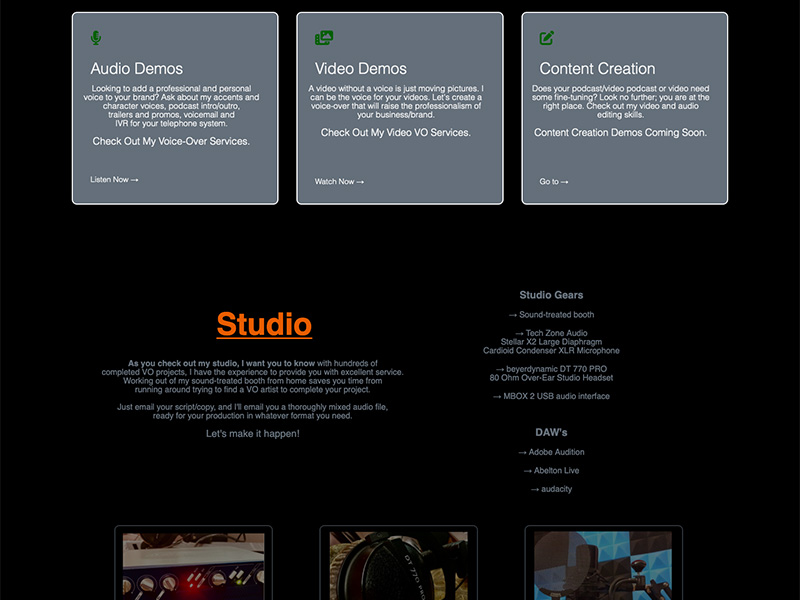 Audio Demos
Looking to add a professional and personal
voice to your brand? Ask about my accents and
character voices, podcast intro/outro,
trailers and promos, voicemail and
IVR for your telephone system.
Check Out My Voice-Over Services.
Listen Now →
Video Demos
A video without a voice is just moving pictures. I
can be the voice for your videos. Let's create a
voice-over that will raise the professionalism of
your business/brand.
Check Out My Video VO Services.
Watch Now →
Content Creation
Does your podcast/video podcast or video need
some fine-tuning? Look no further; you are at the
right place. Check out my video and audio
editing skills.
Content Creation Demos Coming Soon.
Go to →
Studio
As you check out my studio, I want you to know with hundreds of
completed VO projects, I have the experience to provide you with excellent service.
Working out of my sound-treated booth from home saves you time from
running around trying to find a VO artist to complete your project.
Just email your script/copy, and I'll email you a thoroughly mixed audio file,
ready for your production in whatever format you need.
Let's make it happen!
Studio Gears
→ Sound-treated booth
→ Tech Zone Audio
Stellar X2 Large Diaphragm
Cardioid Condenser XLR Microphone
→ beyerdynamic DT 770 PRO
80 Ohm Over-Ear Studio Headset
→ MBOX 2 USB audio interface
DAW's
→ Adobe Audition
→ Abelton Live
→ audacity
DT 770 PRO